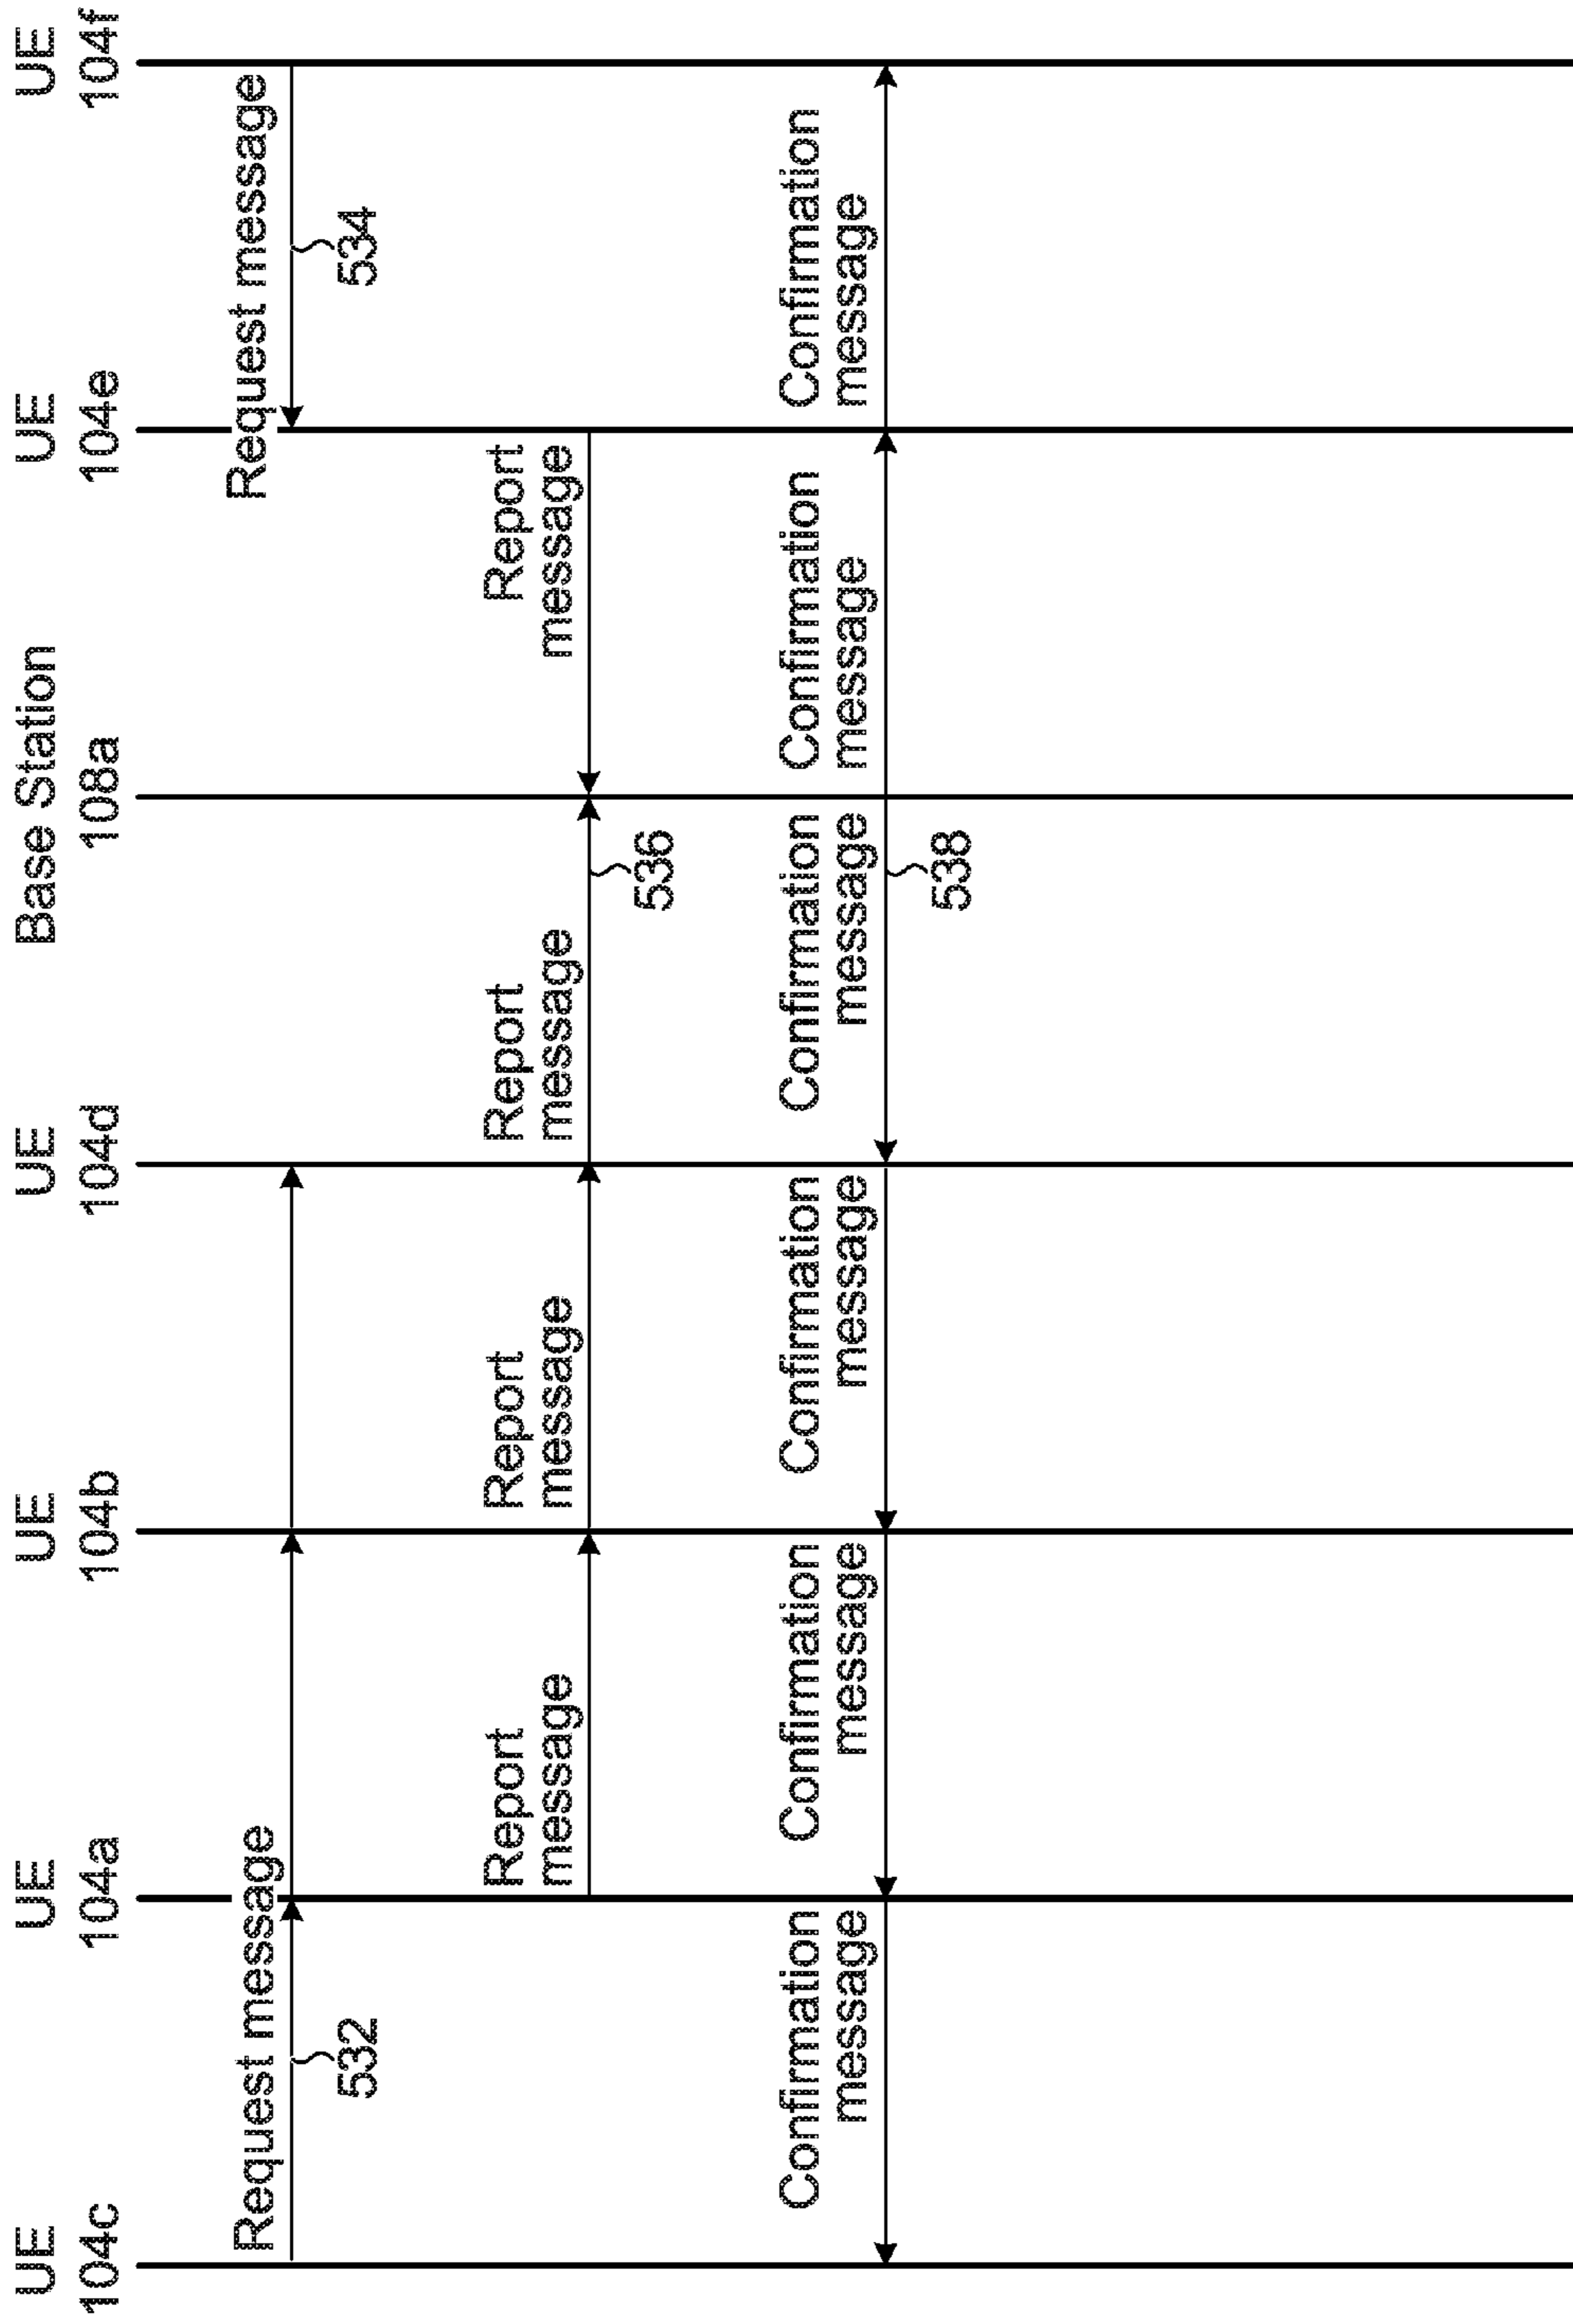 UE
104c
UE
104a
UE
104b
UE
104d
Base Station
108a
UE
104e
UE
104f
Request message
532
Request message
534
Report
message
Report
message
Report
message
Report
message
536
Confirmation
message
Confirmation
message
Confirmation
message
Confirmation
message
Confirmation
message
Confirmation
message
538